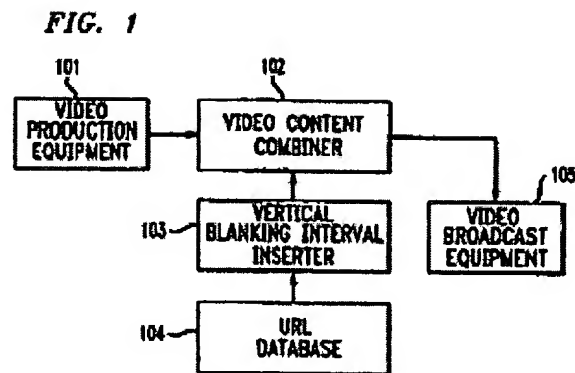 FIG. 1
101
VIDEO
PRODUCTION
EQUIPMENT
102
VIDEO CONTENT
COMBINER
103
VERTICAL
BLANKING INTERVAL
INSERTER
104
URL
DATABASE
105
VIDEO
BROADCAST
EQUIPMENT